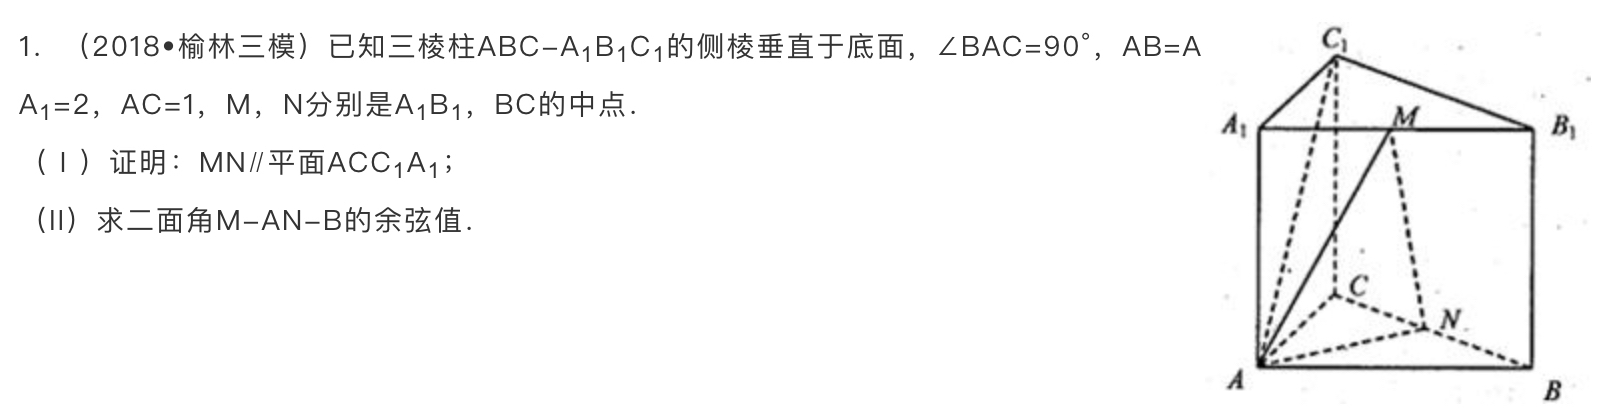 1. （2018•榆林三模）已知三棱柱ABC-A₁B₁C₁的侧棱垂直于底面，∠BAC=90°，AB=A
A₁=2，AC=1，M，N分别是A₁B₁，BC的中点.
（Ⅰ）证明：MN∥平面ACC₁A₁；
（II）求二面角M-AN-B的余弦值.
C₁
A₁
M
B₁
C
N
A
B